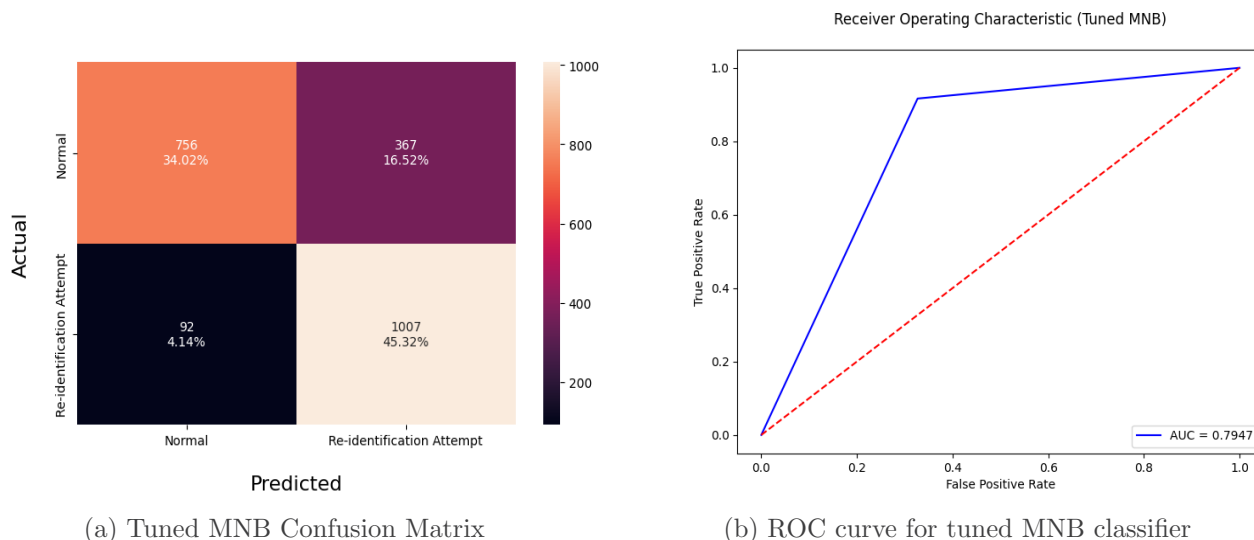 Actual
Normal
Re-identification Attempt
756
34.02%
367
16.52%
92
4.14%
1007
45.32%
Normal
Re-identification Attempt
Predicted
1000
800
600
400
200
(a) Tuned MNB Confusion Matrix
Receiver Operating Characteristic (Tuned MNB)
True Positive Rate
1.0
0.8
0.6
0.4
0.2
0.0
0.0
0.2
0.4
0.6
0.8
1.0
False Positive Rate
AUC = 0.7947
(b) ROC curve for tuned MNB classifier